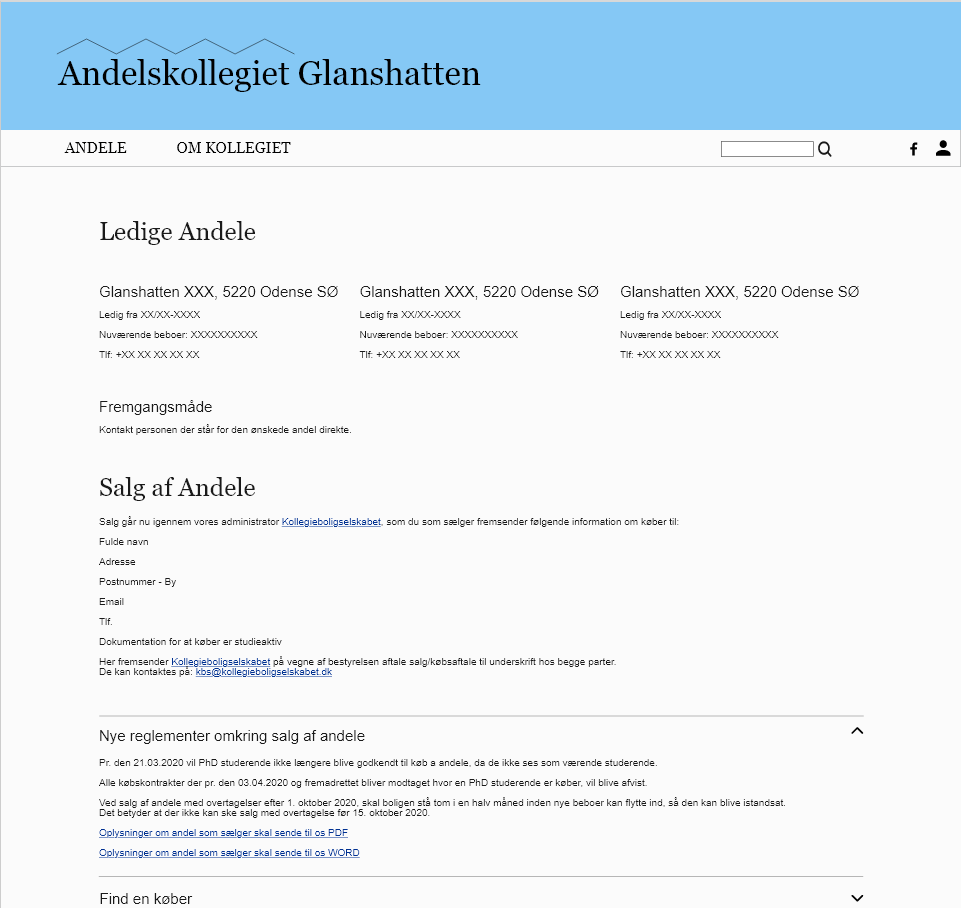 Andelskollegiet Glanshatten
ANDELE OM KOLLEGIET
Ledige Andele
Glanshatten XXX, 5220 Odense SØ
Ledig fra XX/XX-XXXX
Nuværende beboer: XXXXXXXXXX
Tlf: +XX XX XX XX XX
Glanshatten XXX, 5220 Odense SØ
Ledig fra XX/XX-XXXX
Nuværende beboer: XXXXXXXXXX
Tlf: +XX XX XX XX XX
Glanshatten XXX, 5220 Odense SØ
Ledig fra XX/XX-XXXX
Nuværende beboer: XXXXXXXXXX
Tlf: +XX XX XX XX XX
Fremgangsmåde
Kontakt personen der står for den ønskede andel direkte.
Salg af Andele
Salg går nu igennem vores administrator Kollegieboligselskabet, som du som sælger fremsender følgende information om køber til:
Fulde navn
Adresse
Postnummer - By
Email
Tlf.
Dokumentation for at køber er studieaktiv
Her fremsender Kollegieboligselskabet på vegne af bestyrelsen aftale salg/købsaftale til underskrift hos begge parter.
De kan kontaktes på: kbs@kollegieboligselskabet.dk
Nye reglementer omkring salg af andele
Pr. den 21.03.2020 vil PhD studerende ikke længere blive godkendt til køb a andele, da de ikke ses som værende studerende.
Alle købskontrakter der pr. den 03.04.2020 og fremadrettet bliver modtaget hvor en PhD studerende er køber, vil blive afvist.
Ved salg af andele med overtagelser efter 1. oktober 2020, skal boligen stå tom i en halv måned inden nye beboer kan flytte ind, så den kan blive istandsat.
Det betyder at der ikke kan ske salg med overtagelse før 15. oktober 2020.
Oplysninger om andel som sælger skal sende til os PDF
Oplysninger om andel som sælger skal sende til os WORD
Find en køber